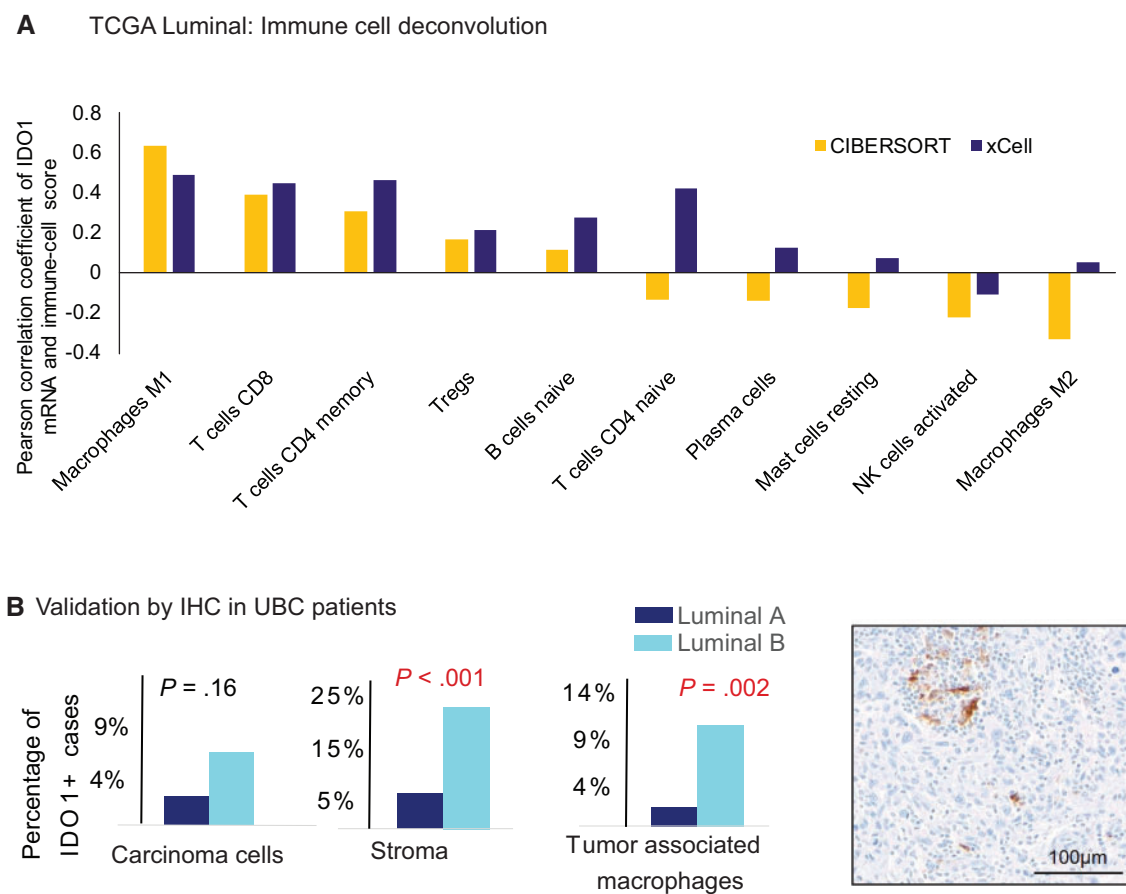 A TCGA Luminal: Immune cell deconvolution
Pearson correlation coefficient of IDO1
mRNA and immune-cell score
0.8
0.6
0.4
0.2
0
-0.2
-0.4
CIBERSORT xCell
Macrophages M1
T cells CD8
T cells CD4 memory
Tregs
B cells naive
T cells CD4 naive
Plasma cells
Mast cells resting
NK cells activated
Macrophages M2
B Validation by IHC in UBC patients
Luminal A
Luminal B
Percentage of
IDO1+ cases
P = .16
9%
4%
Carcinoma cells
P < .001
25%
15%
5%
Stroma
P = .002
14%
9%
4%
Tumor associated
macrophages
100µm